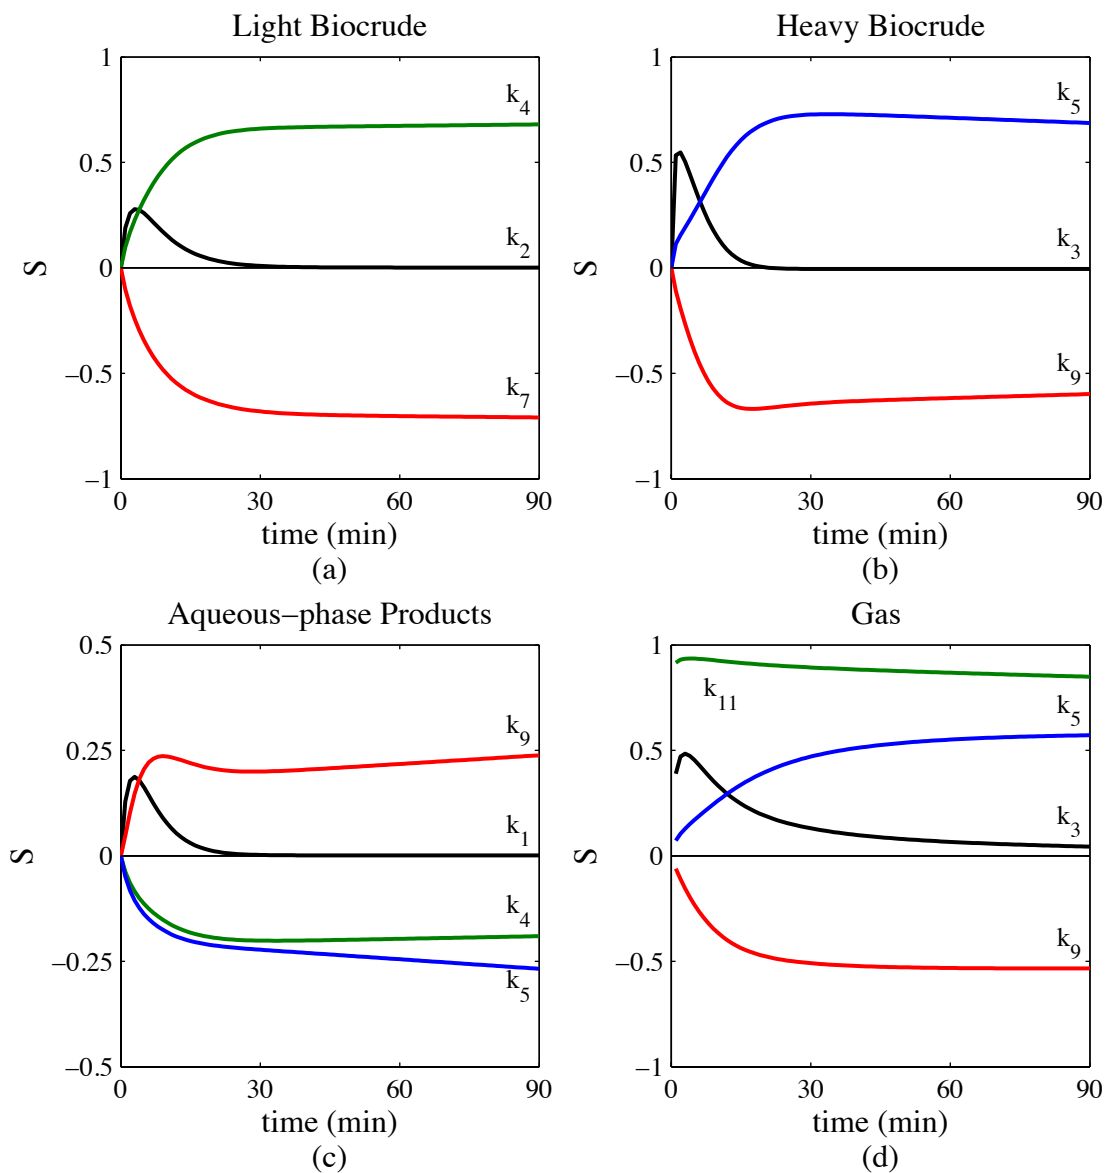 Light Biocrude
1
0.5
0
−0.5
−1
S
k4
k2
k7
0 30 60 90
time (min)
(a)
Heavy Biocrude
1
0.5
0
−0.5
−1
S
k5
k3
k9
0 30 60 90
time (min)
(b)
Aqueous−phase Products
0.5
0.25
0
−0.25
−0.5
S
k9
k1
k4
k5
0 30 60 90
time (min)
(c)
Gas
1
0.5
0
−0.5
−1
S
k11
k5
k3
k9
0 30 60 90
time (min)
(d)